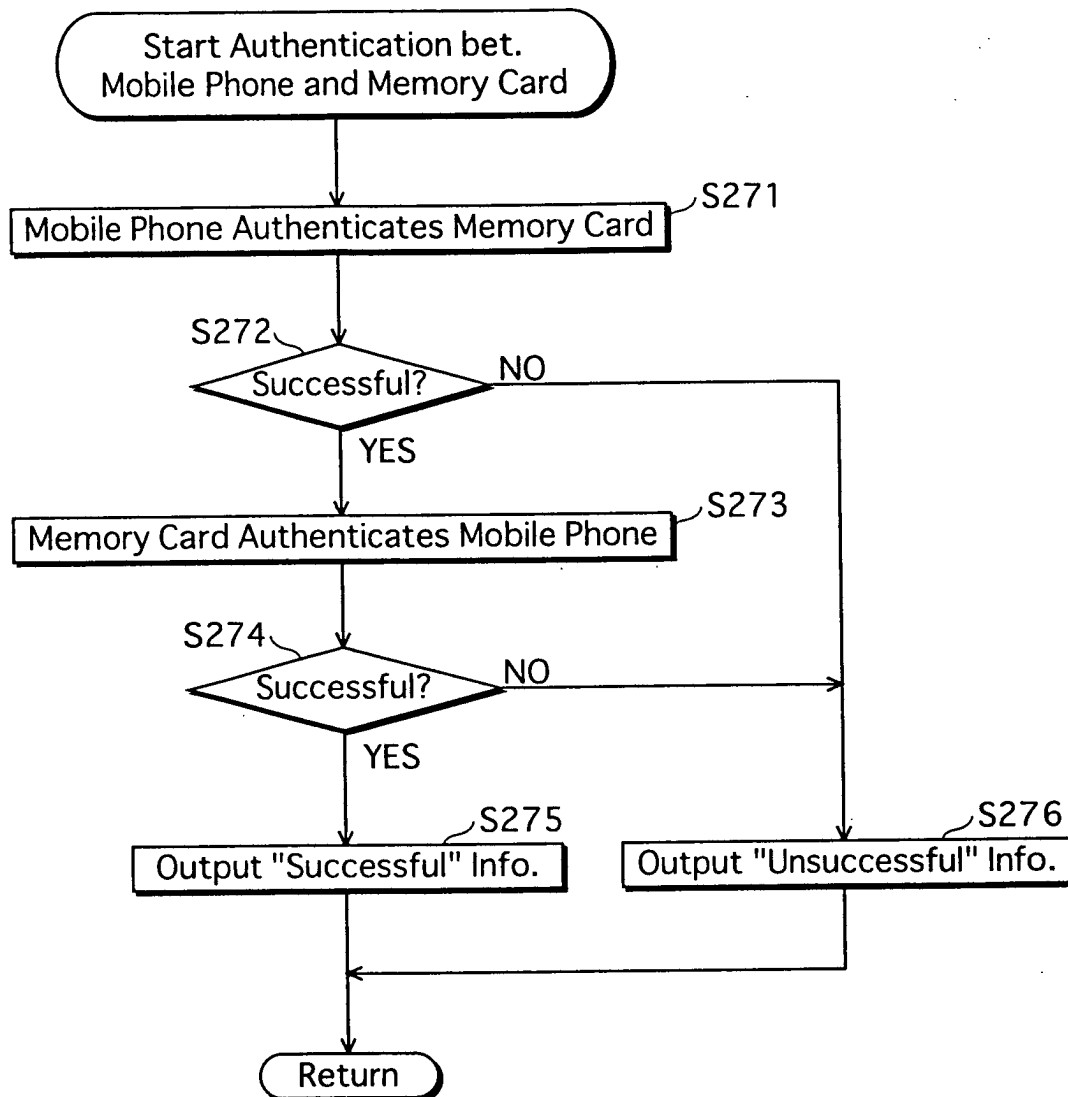 Start Authentication bet.
Mobile Phone and Memory Card
S271
Mobile Phone Authenticates Memory Card
S272
Successful?
NO
YES
S273
Memory Card Authenticates Mobile Phone
S274
Successful?
NO
YES
S275
Output "Successful" Info.
S276
Output "Unsuccessful" Info.
Return